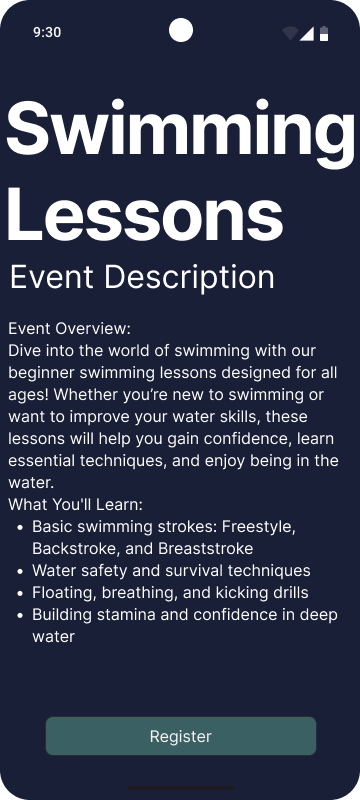 9:30
Swimming
Lessons
Event Description
Event Overview:
Dive into the world of swimming with our
beginner swimming lessons designed for all
ages! Whether you’re new to swimming or
want to improve your water skills, these
lessons will help you gain confidence, learn
essential techniques, and enjoy being in the
water.
What You'll Learn:
• Basic swimming strokes: Freestyle,
Backstroke, and Breaststroke
• Water safety and survival techniques
• Floating, breathing, and kicking drills
• Building stamina and confidence in deep
water
Register